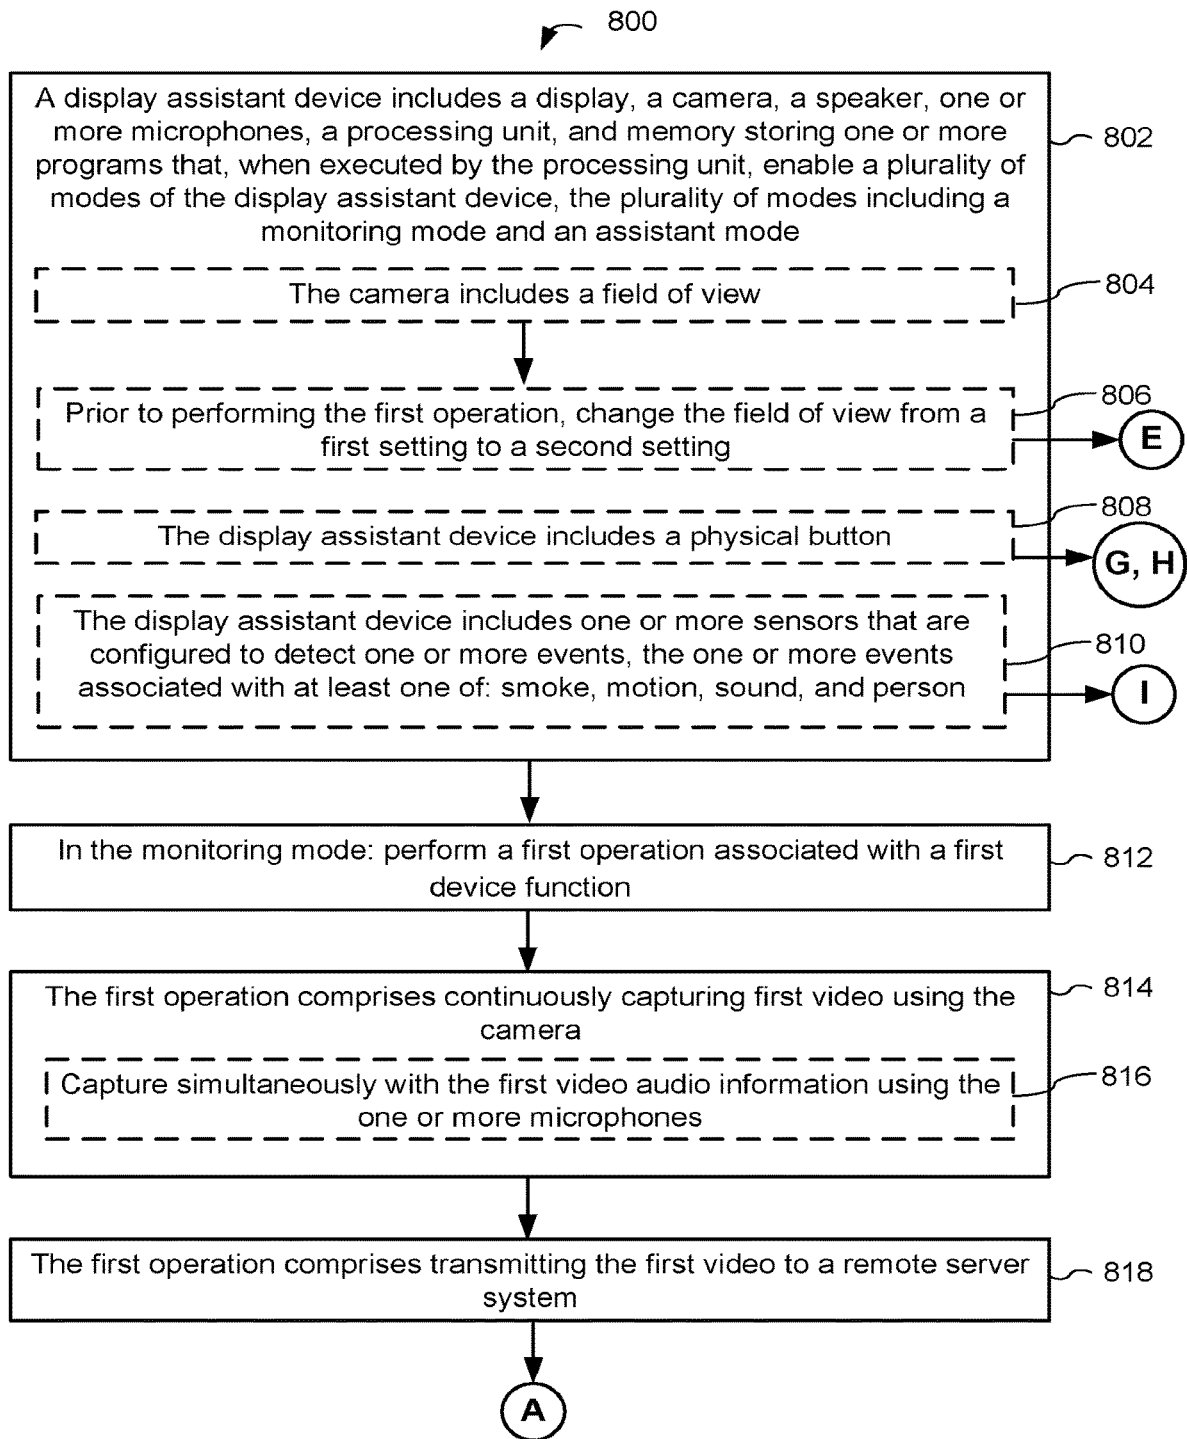 800
A display assistant device includes a display, a camera, a speaker, one or
more microphones, a processing unit, and memory storing one or more
programs that, when executed by the processing unit, enable a plurality of
modes of the display assistant device, the plurality of modes including a
monitoring mode and an assistant mode
802
The camera includes a field of view
804
Prior to performing the first operation, change the field of view from a
first setting to a second setting
806
E
The display assistant device includes a physical button
808
G, H
The display assistant device includes one or more sensors that are
configured to detect one or more events, the one or more events
associated with at least one of: smoke, motion, sound, and person
810
I
In the monitoring mode: perform a first operation associated with a first
device function
812
The first operation comprises continuously capturing first video using the
camera
814
Capture simultaneously with the first video audio information using the
one or more microphones
816
The first operation comprises transmitting the first video to a remote server
system
818
A